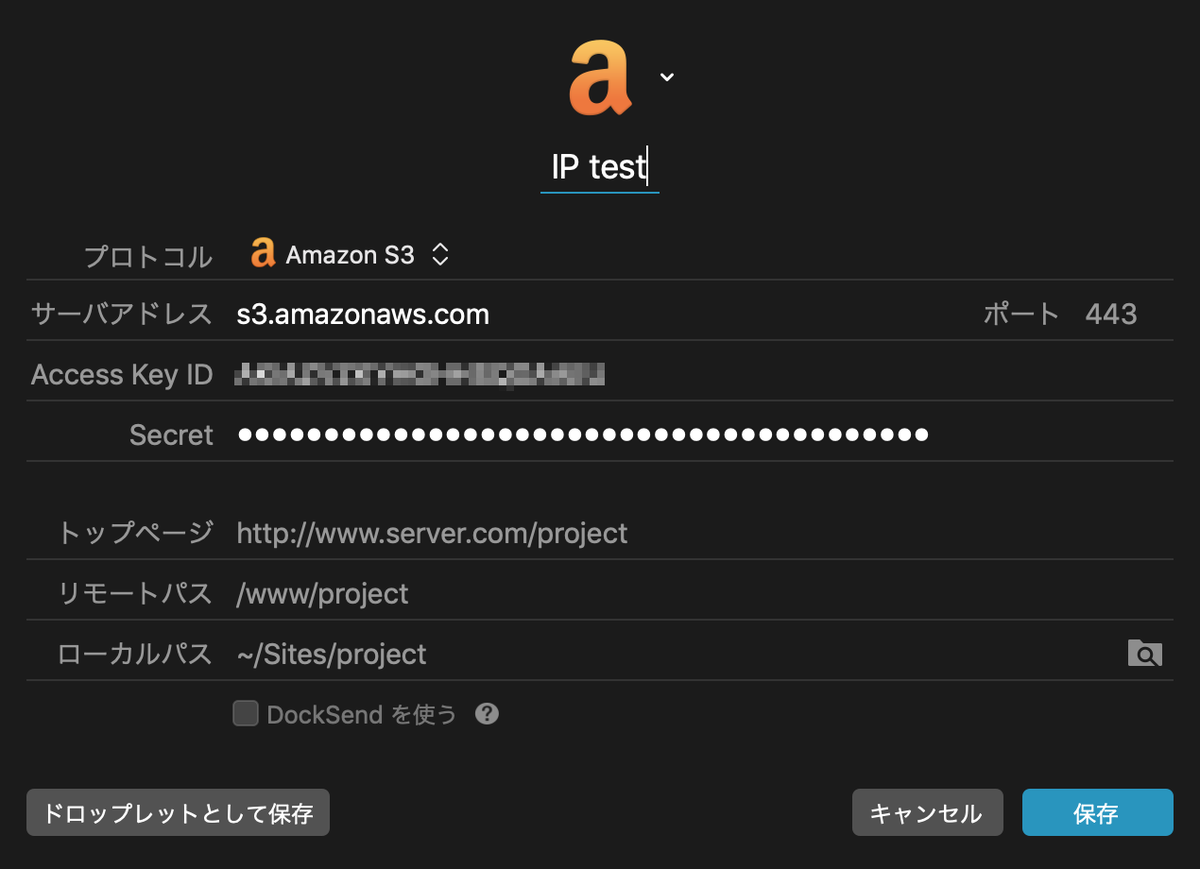 IP test
プロトコル a Amazon S3
サーバアドレス s3.amazonaws.com ポート 443
Access Key ID
Secret ••••••••••••••••••••••••••••••••••••••••
トップページ http://www.server.com/project
リモートパス /www/project
ローカルパス ~/Sites/project
DockSend を使う ?
ドロップレットとして保存 キャンセル 保存